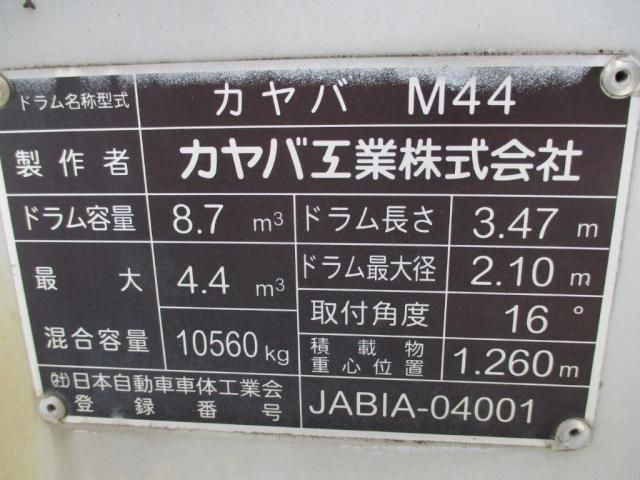 ドラム名称型式 カヤバ M44
製作者 カヤバ工業株式会社
ドラム容量 8.7 m³ ドラム長さ 3.47 m
最大 4.4 m³ ドラム最大径 2.10 m
混合容量 10560kg 取付角度 16°
積載物
重心位置 1.260m
㈳日本自動車車体工業会
登録番号 JABIA-04001